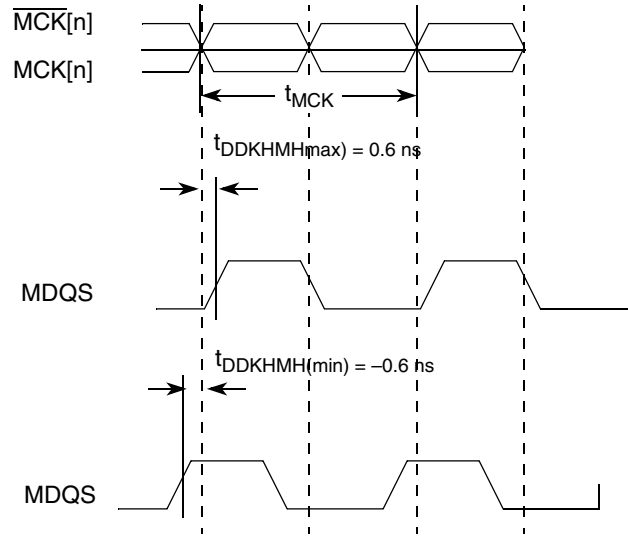 MCK[n]
MCK[n]
tMCK
tDDKHMHmax) = 0.6 ns
MDQS
tDDKHMH(min) = –0.6 ns
MDQS